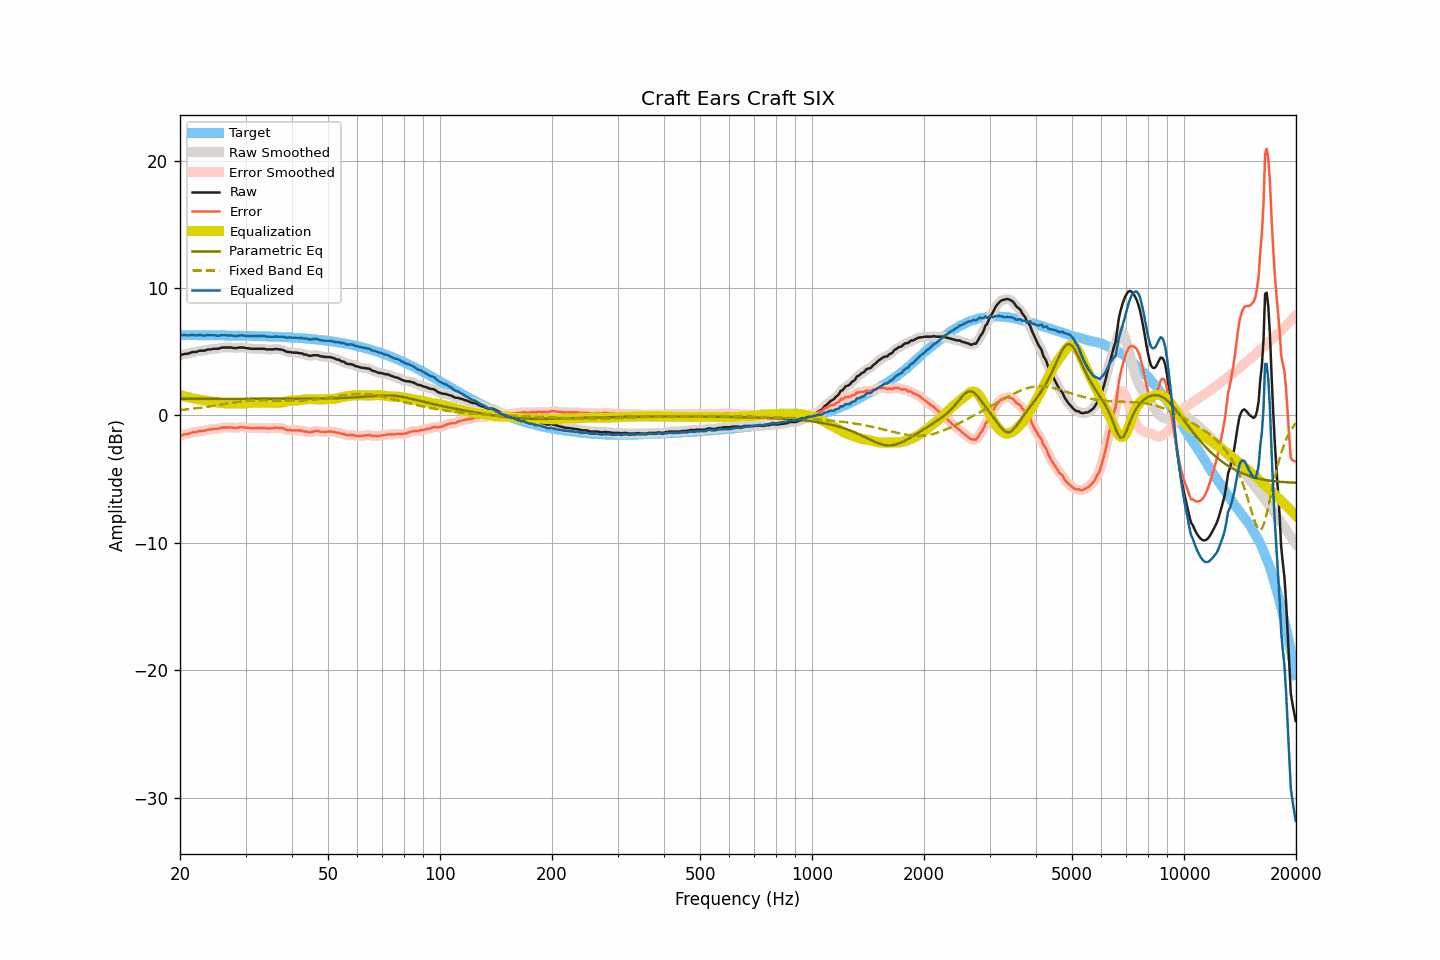 Craft Ears Craft SIX
Target
Raw Smoothed
Error Smoothed
Raw
Error
Equalization
Parametric Eq
Fixed Band Eq
Equalized
20
10
0
−10
−20
−30
Amplitude (dBr)
20 50 100 200 500 1000 2000 5000 10000 20000
Frequency (Hz)